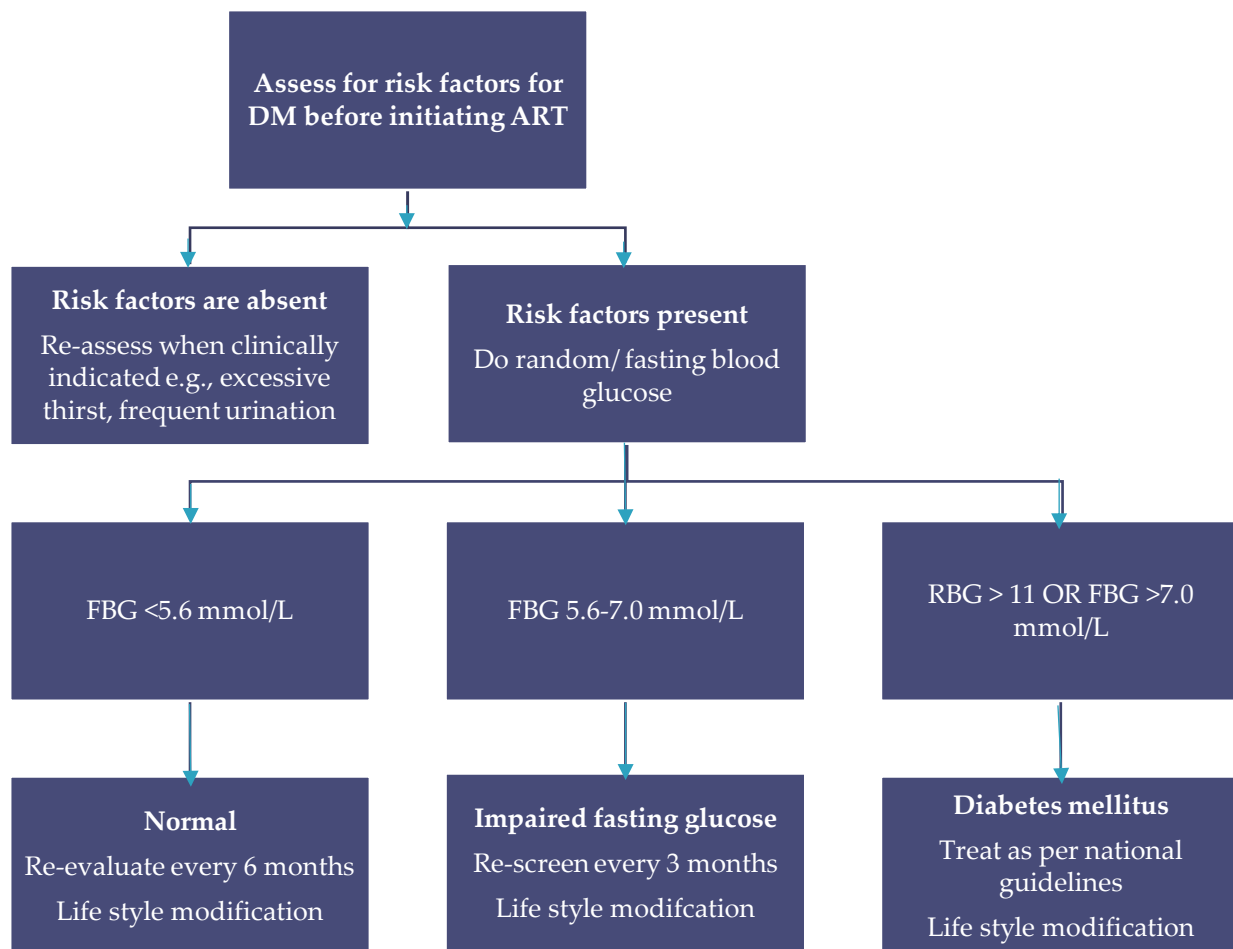 Assess for risk factors for
DM before initiating ART
Risk factors are absent
Re-assess when clinically
indicated e.g., excessive
thirst, frequent urination
Risk factors present
Do random/ fasting blood
glucose
FBG <5.6 mmol/L
FBG 5.6-7.0 mmol/L
RBG > 11 OR FBG >7.0
mmol/L
Normal
Re-evaluate every 6 months
Life style modification
Impaired fasting glucose
Re-screen every 3 months
Life style modifcation
Diabetes mellitus
Treat as per national
guidelines
Life style modification